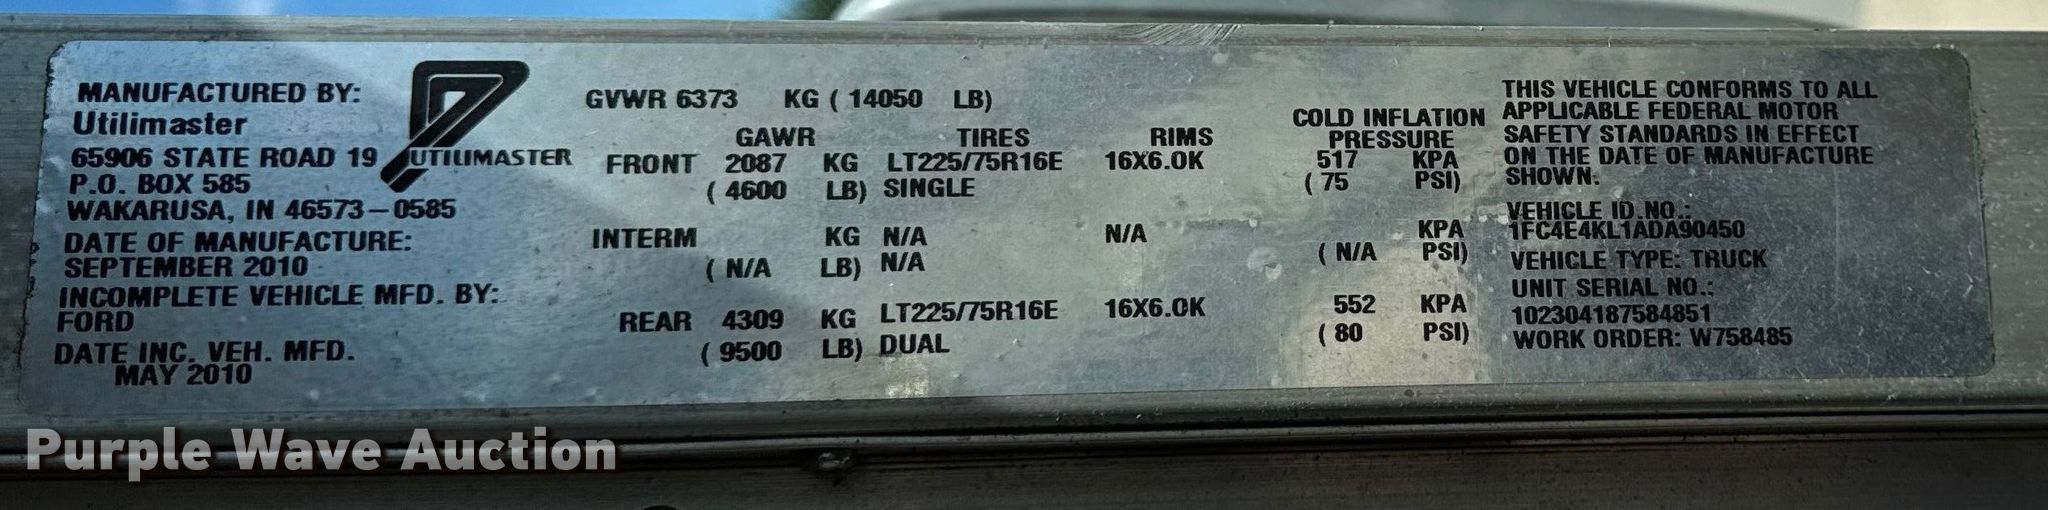 MANUFACTURED BY:
Utilimaster
65906 STATE ROAD 19
P.O. BOX 585
WAKARUSA, IN 46573-0585
DATE OF MANUFACTURE:
SEPTEMBER 2010
INCOMPLETE VEHICLE MFD. BY:
FORD
DATE INC. VEH. MFD.
MAY 2010
UTILIMASTER
GVWR 6373 KG ( 14050 LB)
GAWR TIRES RIMS COLD INFLATION PRESSURE
FRONT 2087 KG LT225/75R16E 16X6.0K 517 KPA
( 4600 LB) SINGLE ( 75 PSI)
INTERM KG N/A N/A KPA
( N/A LB) N/A ( N/A PSI)
REAR 4309 KG LT225/75R16E 16X6.0K 552 KPA
( 9500 LB) DUAL ( 80 PSI)
THIS VEHICLE CONFORMS TO ALL
APPLICABLE FEDERAL MOTOR
SAFETY STANDARDS IN EFFECT
ON THE DATE OF MANUFACTURE
SHOWN.
VEHICLE ID.NO.:
1FC4E4KL1ADA90450
VEHICLE TYPE: TRUCK
UNIT SERIAL NO.:
102304187584851
WORK ORDER: W758485
Purple Wave Auction